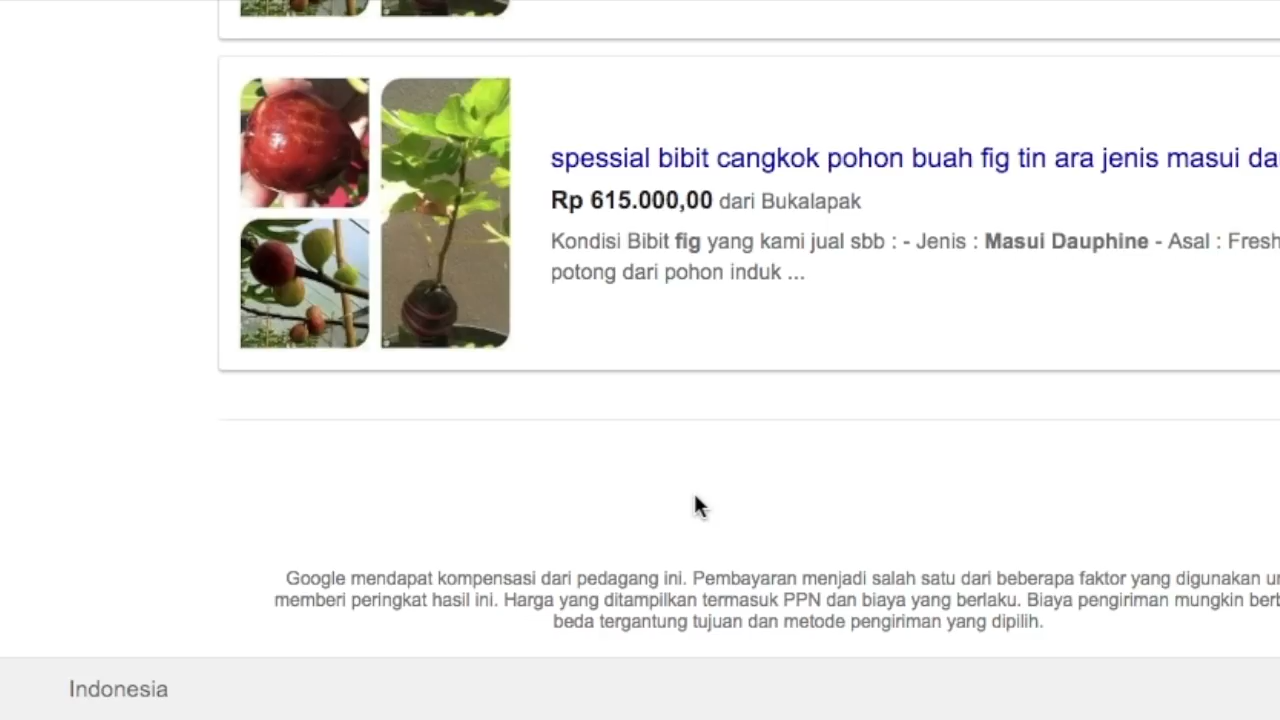 spessial bibit cangkok pohon buah fig tin ara jenis masui
Rp 615.000,00 dari Bukalapak
Kondisi Bibit fig yang kami jual sbb : - Jenis : Masui Dauphine - Asal : Fresh
potong dari pohon induk ...
Google mendapat kompensasi dari pedagang ini. Pembayaran menjadi salah satu dari beberapa faktor yang digunakan
memberi peringkat hasil ini. Harga yang ditampilkan termasuk PPN dan biaya yang berlaku. Biaya pengiriman mungkin
beda tergantung tujuan dan metode pengiriman yang dipilih.
Indonesia